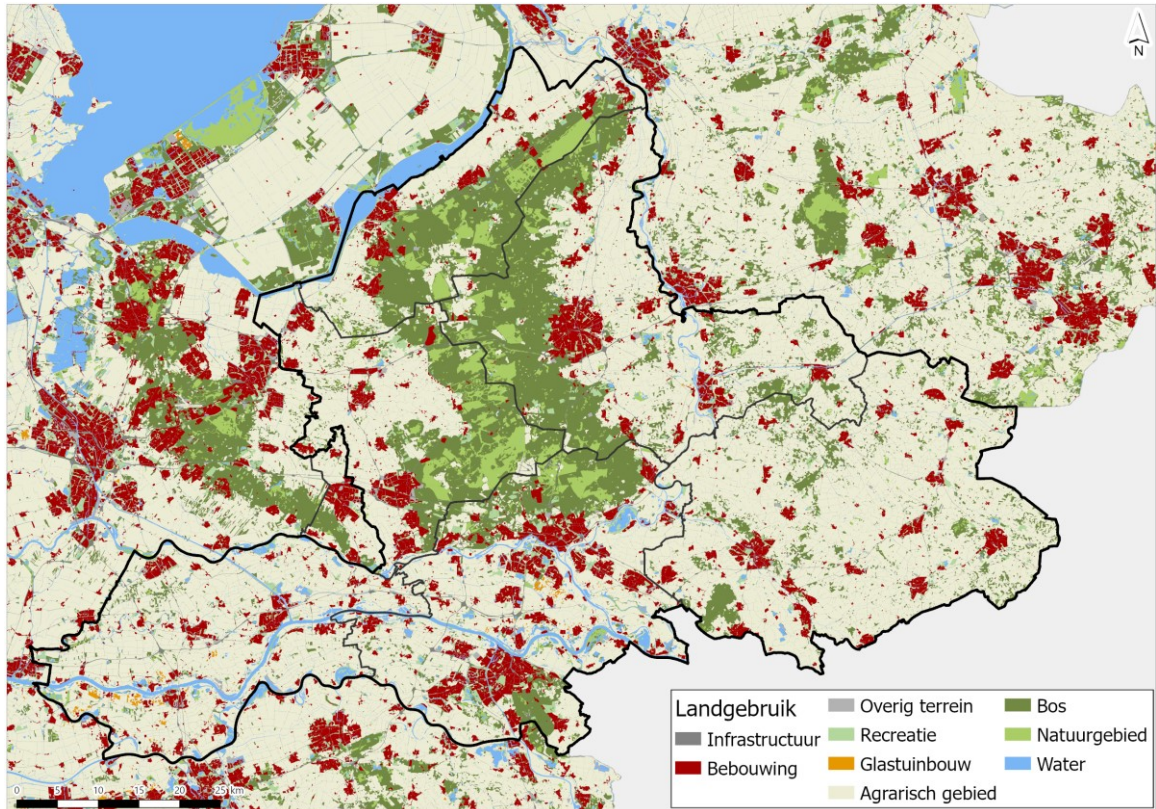 N
Landgebruik
Infrastructuur
Bebouwing
Overig terrein
Recreatie
Glastuinbouw
Agrarisch gebied
Bos
Natuurgebied
Water
0 5 10 15 20 25 km